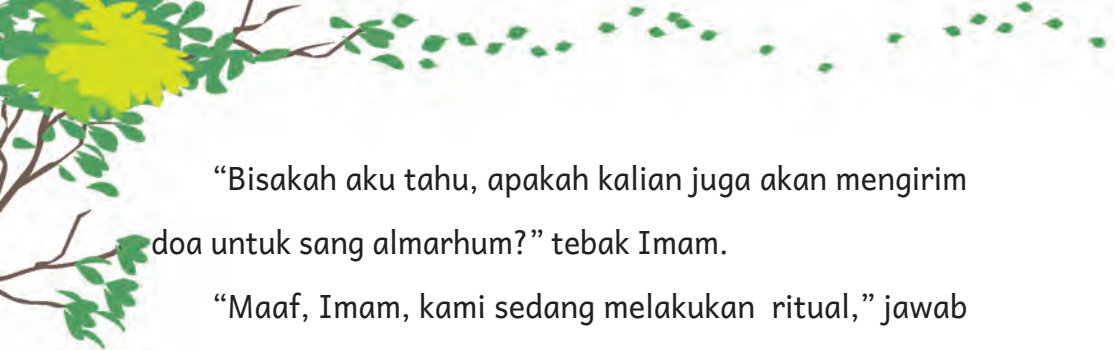 “Bisakah aku tahu, apakah kalian juga akan mengirim
doa untuk sang almarhum?” tebak Imam.
“Maaf, Imam, kami sedang melakukan ritual,” jawab